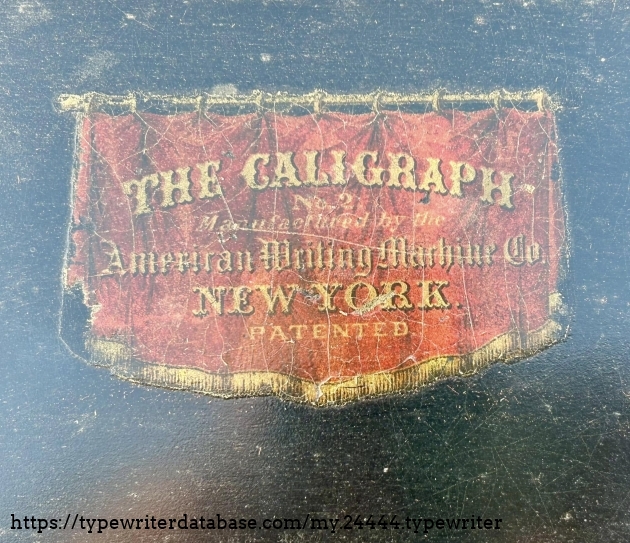 THE CALIGRAPH
No. 2
Manufactured by the
American Writing Machine Co.
NEW YORK.
PATENTED.
https://typewriterdatabase.com/my.24444.typewriter